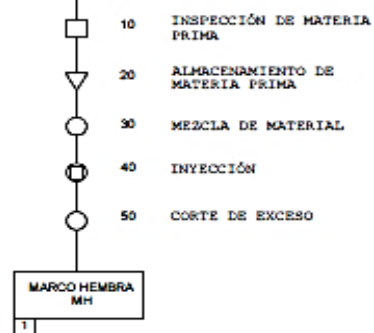 10 INSPECCIÓN DE MATERIA
PRIMA
20 ALMACENAMIENTO DE
MATERIA PRIMA
30 MEZCLA DE MATERIAL
40 INYECCIÓN
50 CORTE DE EXCESO
MARCO HEMBRA
MH
1